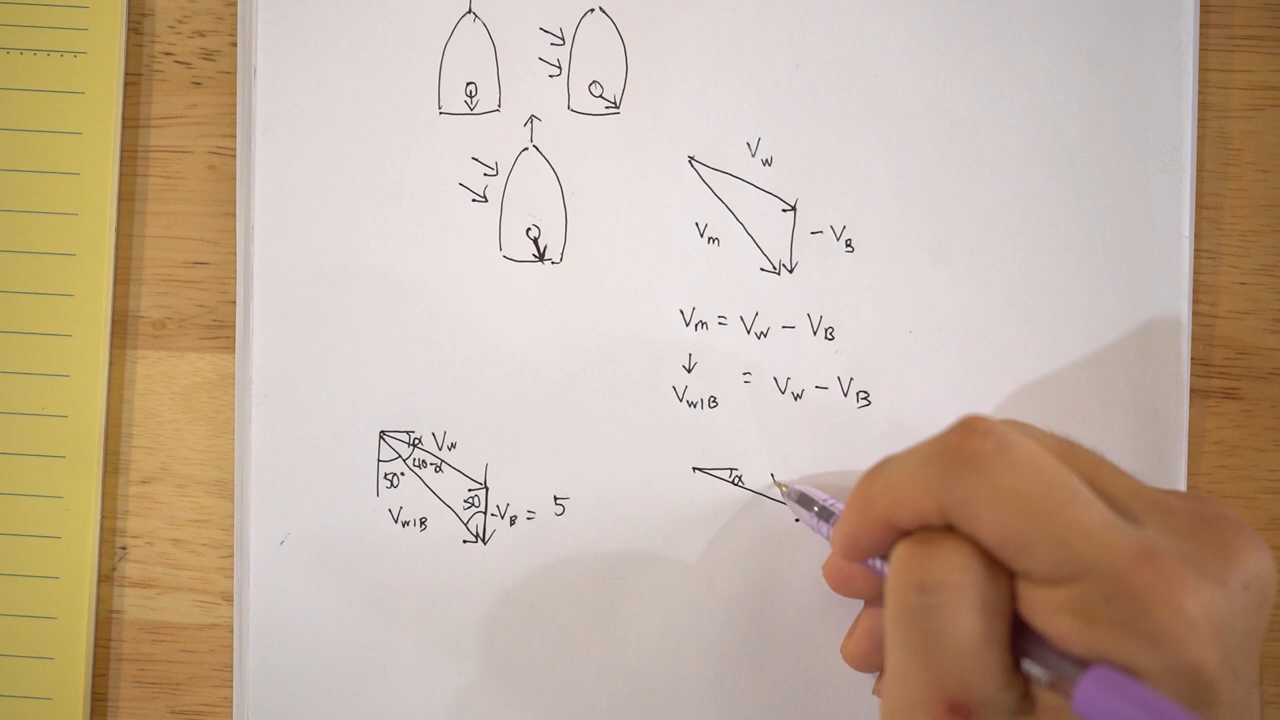 Vw
Vm
- VB
Vm = Vw - VB
↓
Vw|B = Vw - VB
α Vw
40-α
50°
50
Vw|B
-VB = 5
α